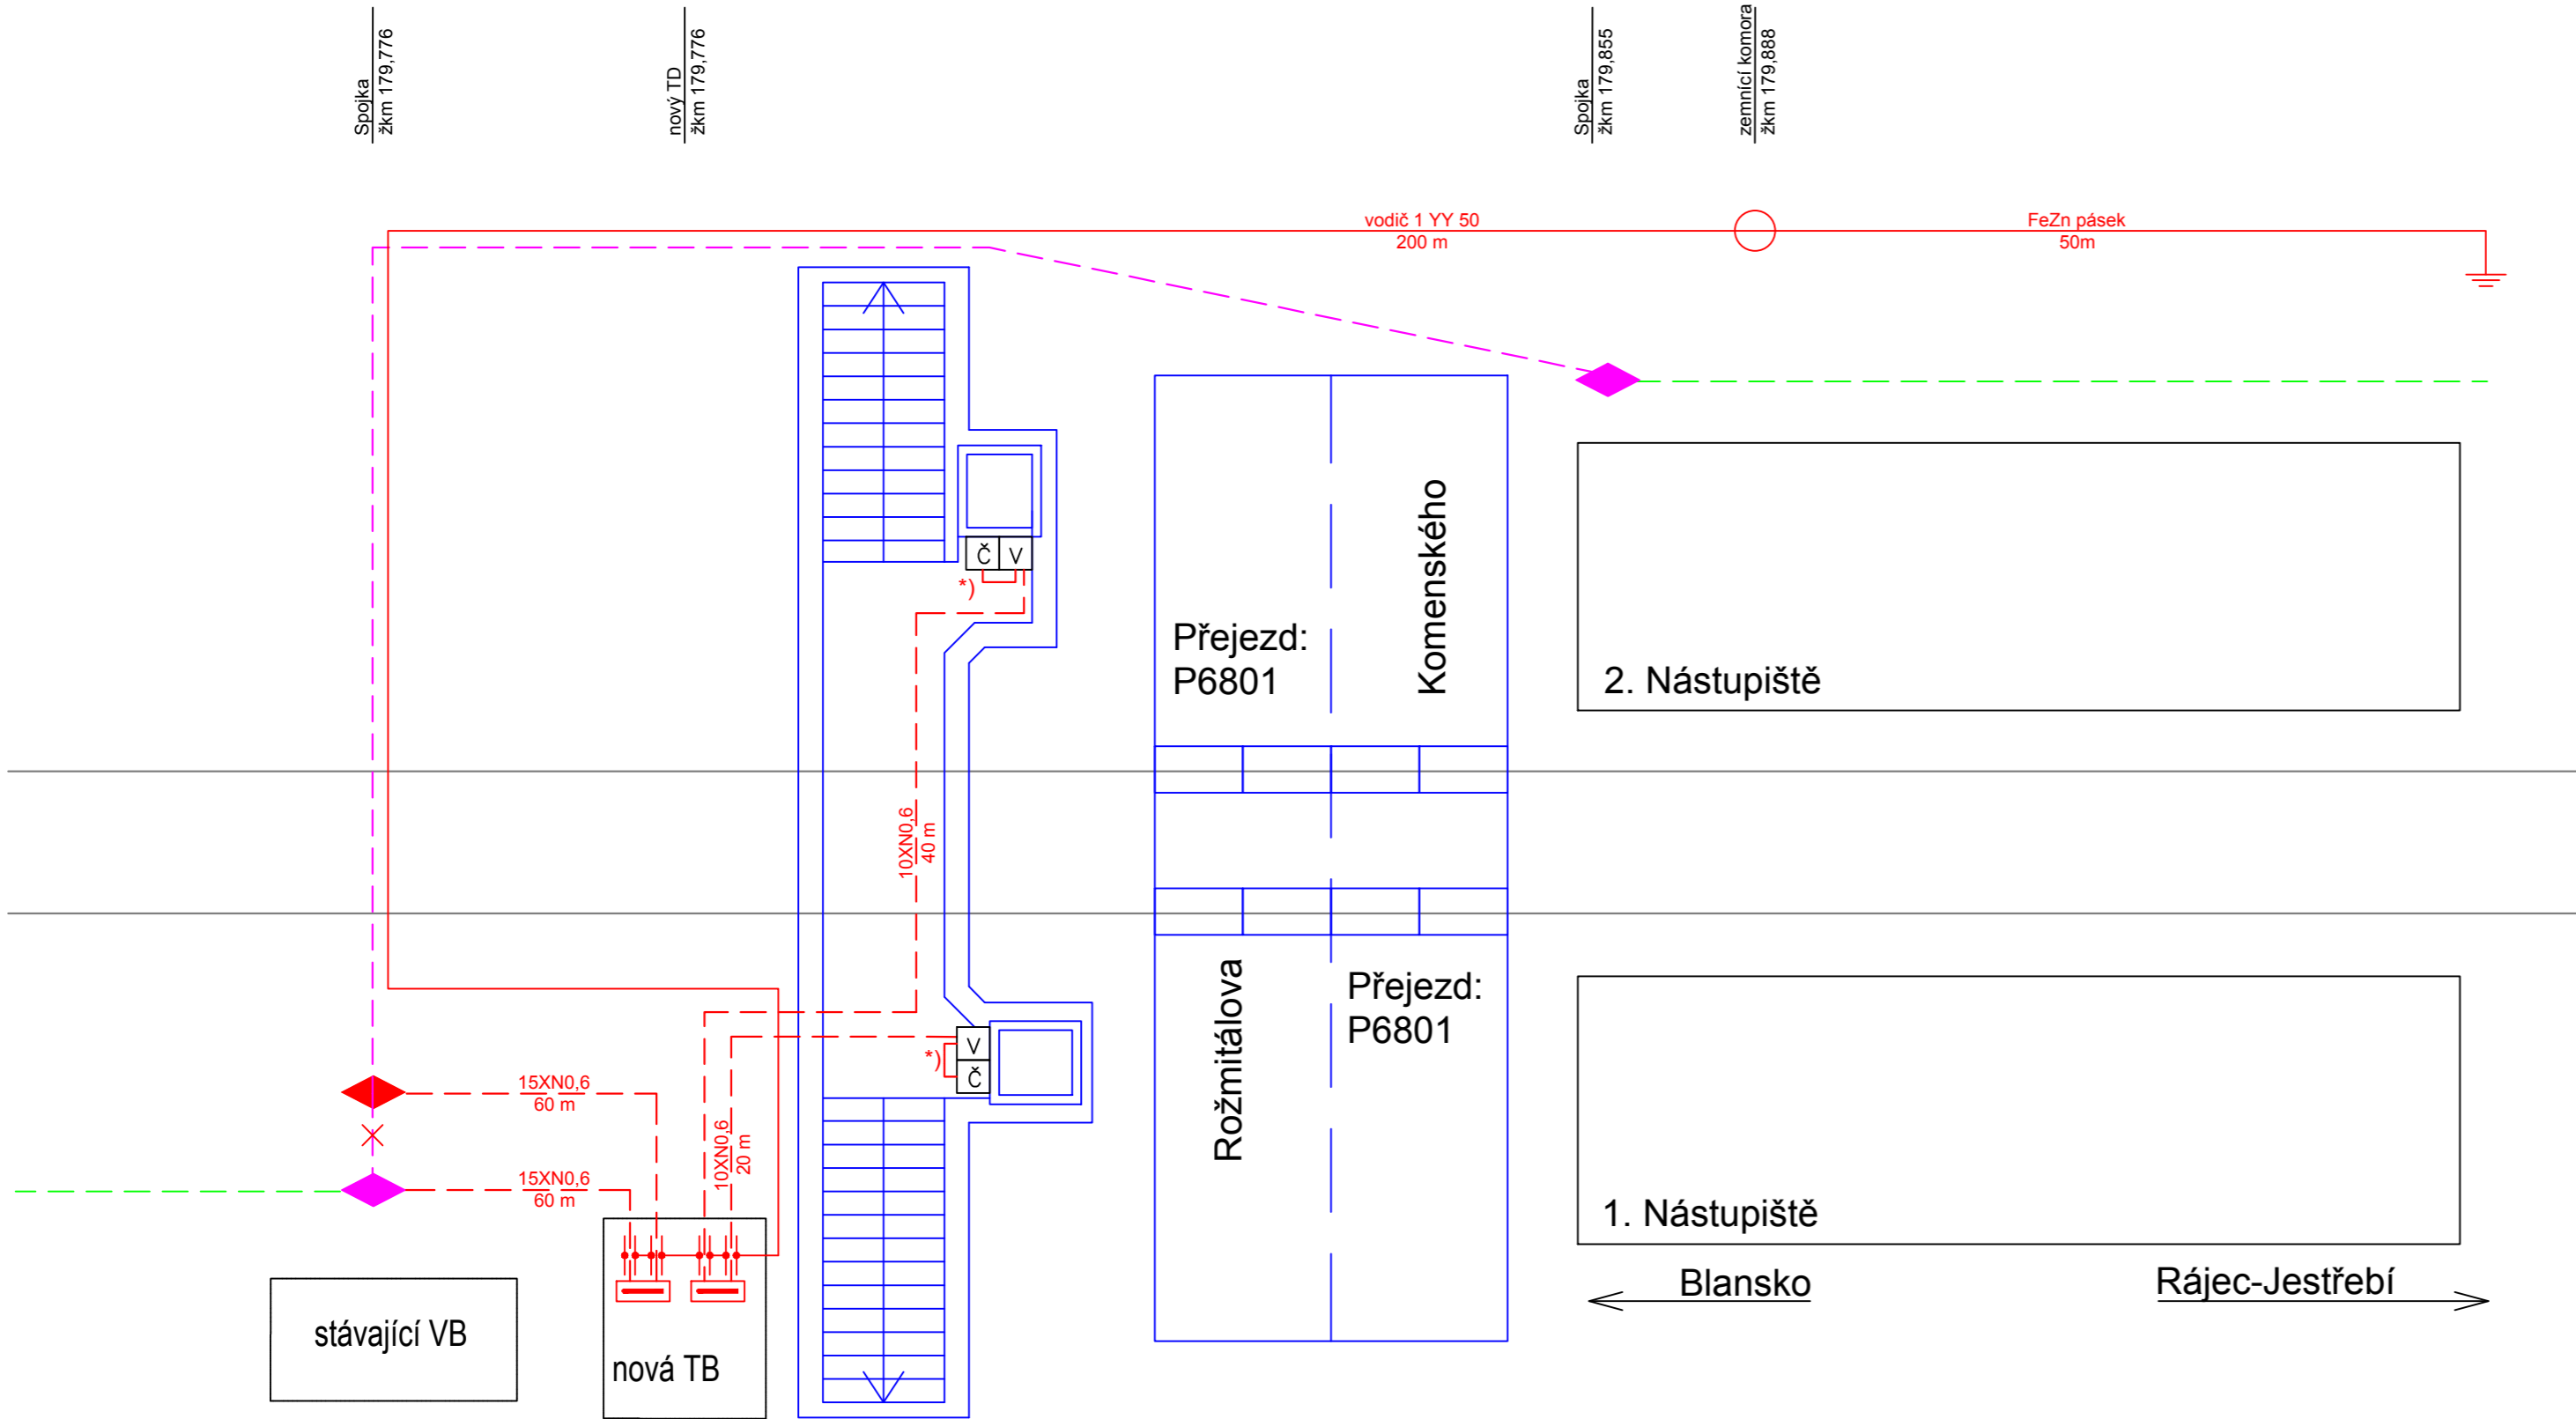 Spojka
žkm 179,776
nový TD
žkm 179,776
Spojka
žkm 179,855
zemnící komora
žkm 179,888
vodič 1 YY 50
200 m
FeZn pásek
50m
Č V
*)
Komenského
Přejezd:
P6801
2. Nástupiště
10XN0,6
40 m
Rožmitálova
Přejezd:
P6801
V
*)
Č
15XN0,6
60 m
10XN0,6
20 m
15XN0,6
60 m
1. Nástupiště
Blansko
Rájec-Jestřebí
stávající VB
nová TB